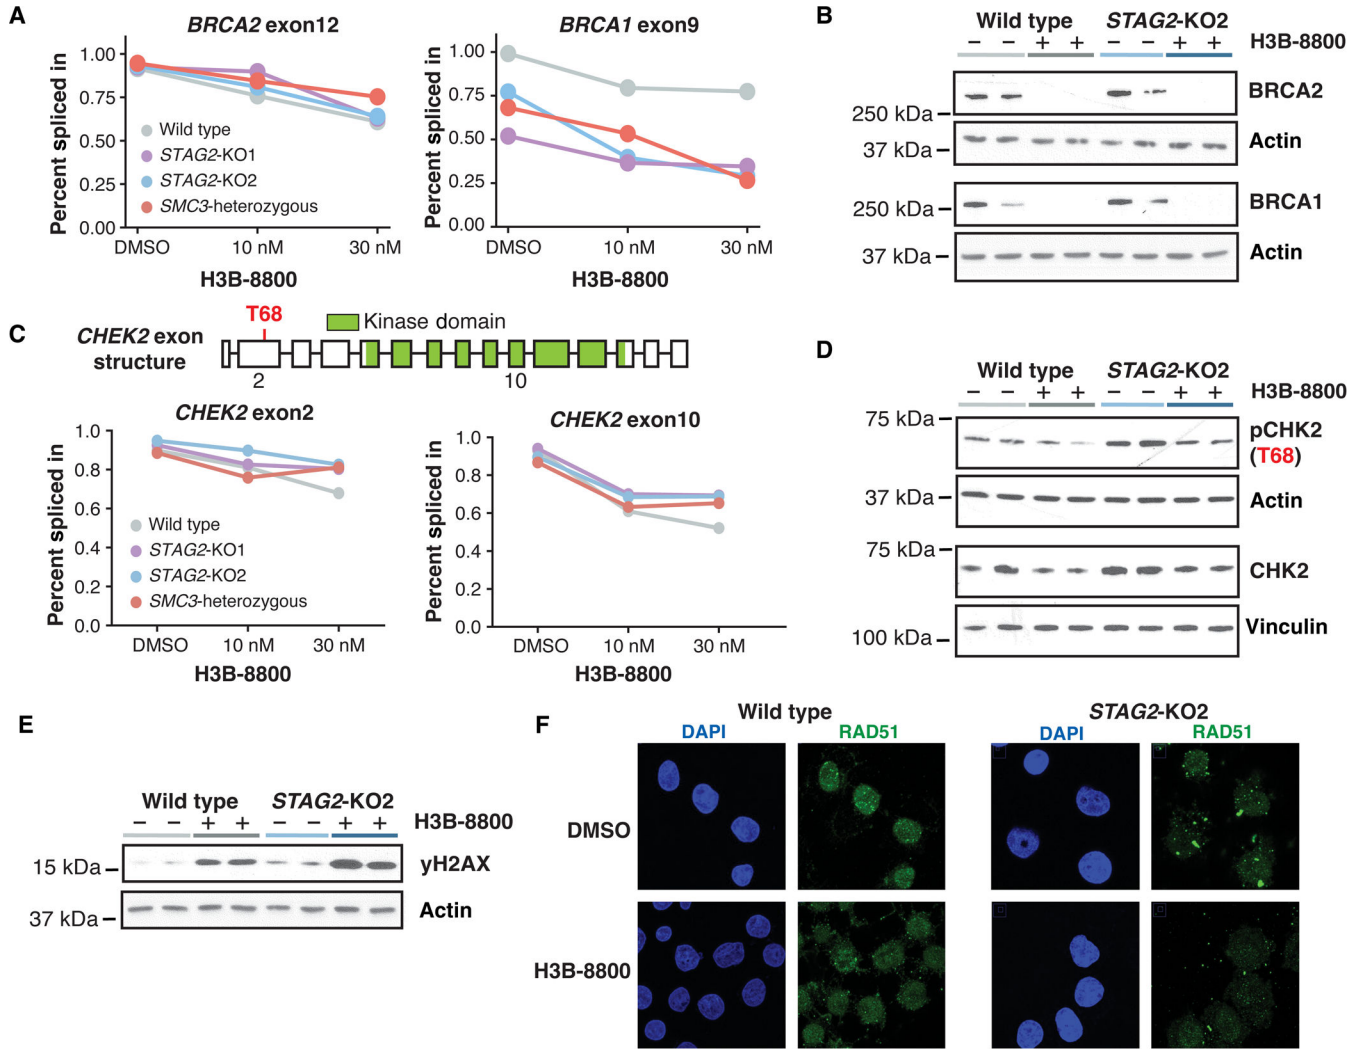 A
BRCA2 exon12
Percent spliced in
1.00
0.75
0.50
0.25
0.00
Wild type
STAG2-KO1
STAG2-KO2
SMC3-heterozygous
DMSO 10 nM 30 nM
H3B-8800
BRCA1 exon9
Percent spliced in
1.00
0.75
0.50
0.25
0.00
DMSO 10 nM 30 nM
H3B-8800
B
Wild type STAG2-KO2
− − + + − − + + H3B-8800
BRCA2
250 kDa
Actin
37 kDa
BRCA1
250 kDa
Actin
37 kDa
C
CHEK2 exon
structure
T68
Kinase domain
2 10
CHEK2 exon2
Percent spliced in
1.0
0.8
0.6
0.4
0.2
0.0
Wild type
STAG2-KO1
STAG2-KO2
SMC3-heterozygous
DMSO 10 nM 30 nM
H3B-8800
CHEK2 exon10
Percent spliced in
1.0
0.8
0.6
0.4
0.2
0.0
DMSO 10 nM 30 nM
H3B-8800
D
Wild type STAG2-KO2
− − + + − − + + H3B-8800
75 kDa
pCHK2
(T68)
37 kDa
Actin
75 kDa
CHK2
100 kDa
Vinculin
E
Wild type STAG2-KO2
− − + + − − + + H3B-8800
15 kDa
yH2AX
37 kDa
Actin
F
Wild type STAG2-KO2
DAPI RAD51 DAPI RAD51
DMSO
H3B-8800